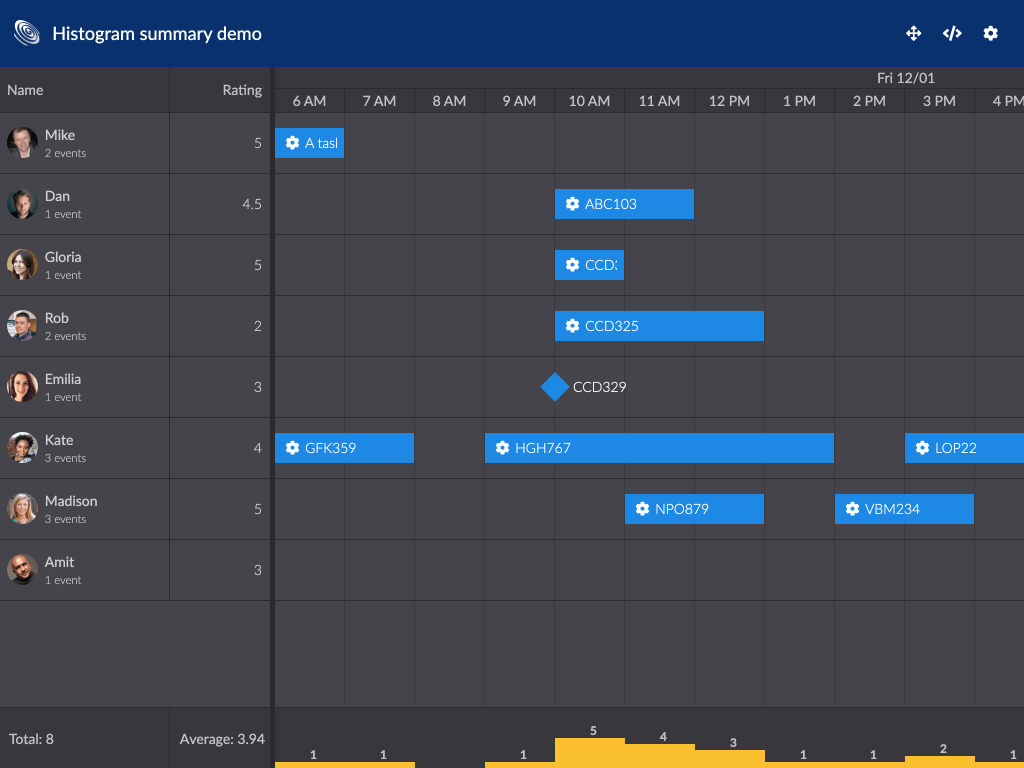 Histogram summary demo
Name Rating
Fri 12/01
6 AM 7 AM 8 AM 9 AM 10 AM 11 AM 12 PM 1 PM 2 PM 3 PM 4 PM
Mike 5
2 events
A tasl
Dan 4.5
1 event
ABC103
Gloria 5
1 event
CCD3
Rob 2
2 events
CCD325
Emilia 3
1 event
CCD329
Kate 4
3 events
GFK359 HGH767 LOP22
Madison 5
3 events
NPO879 VBM234
Amit 3
1 event
Total: 8 Average: 3.94
1 1 1 5 4 3 1 1 2 1